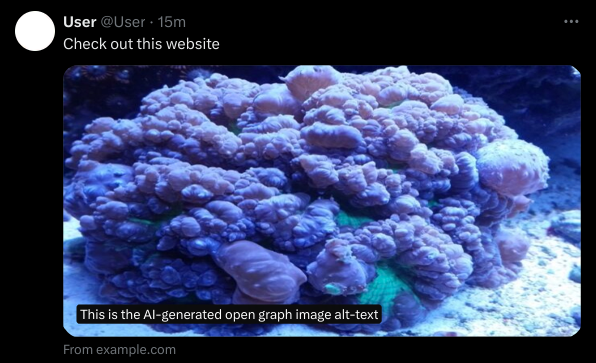 User @User · 15m
Check out this website
This is the AI-generated open graph image alt-text
From example.com